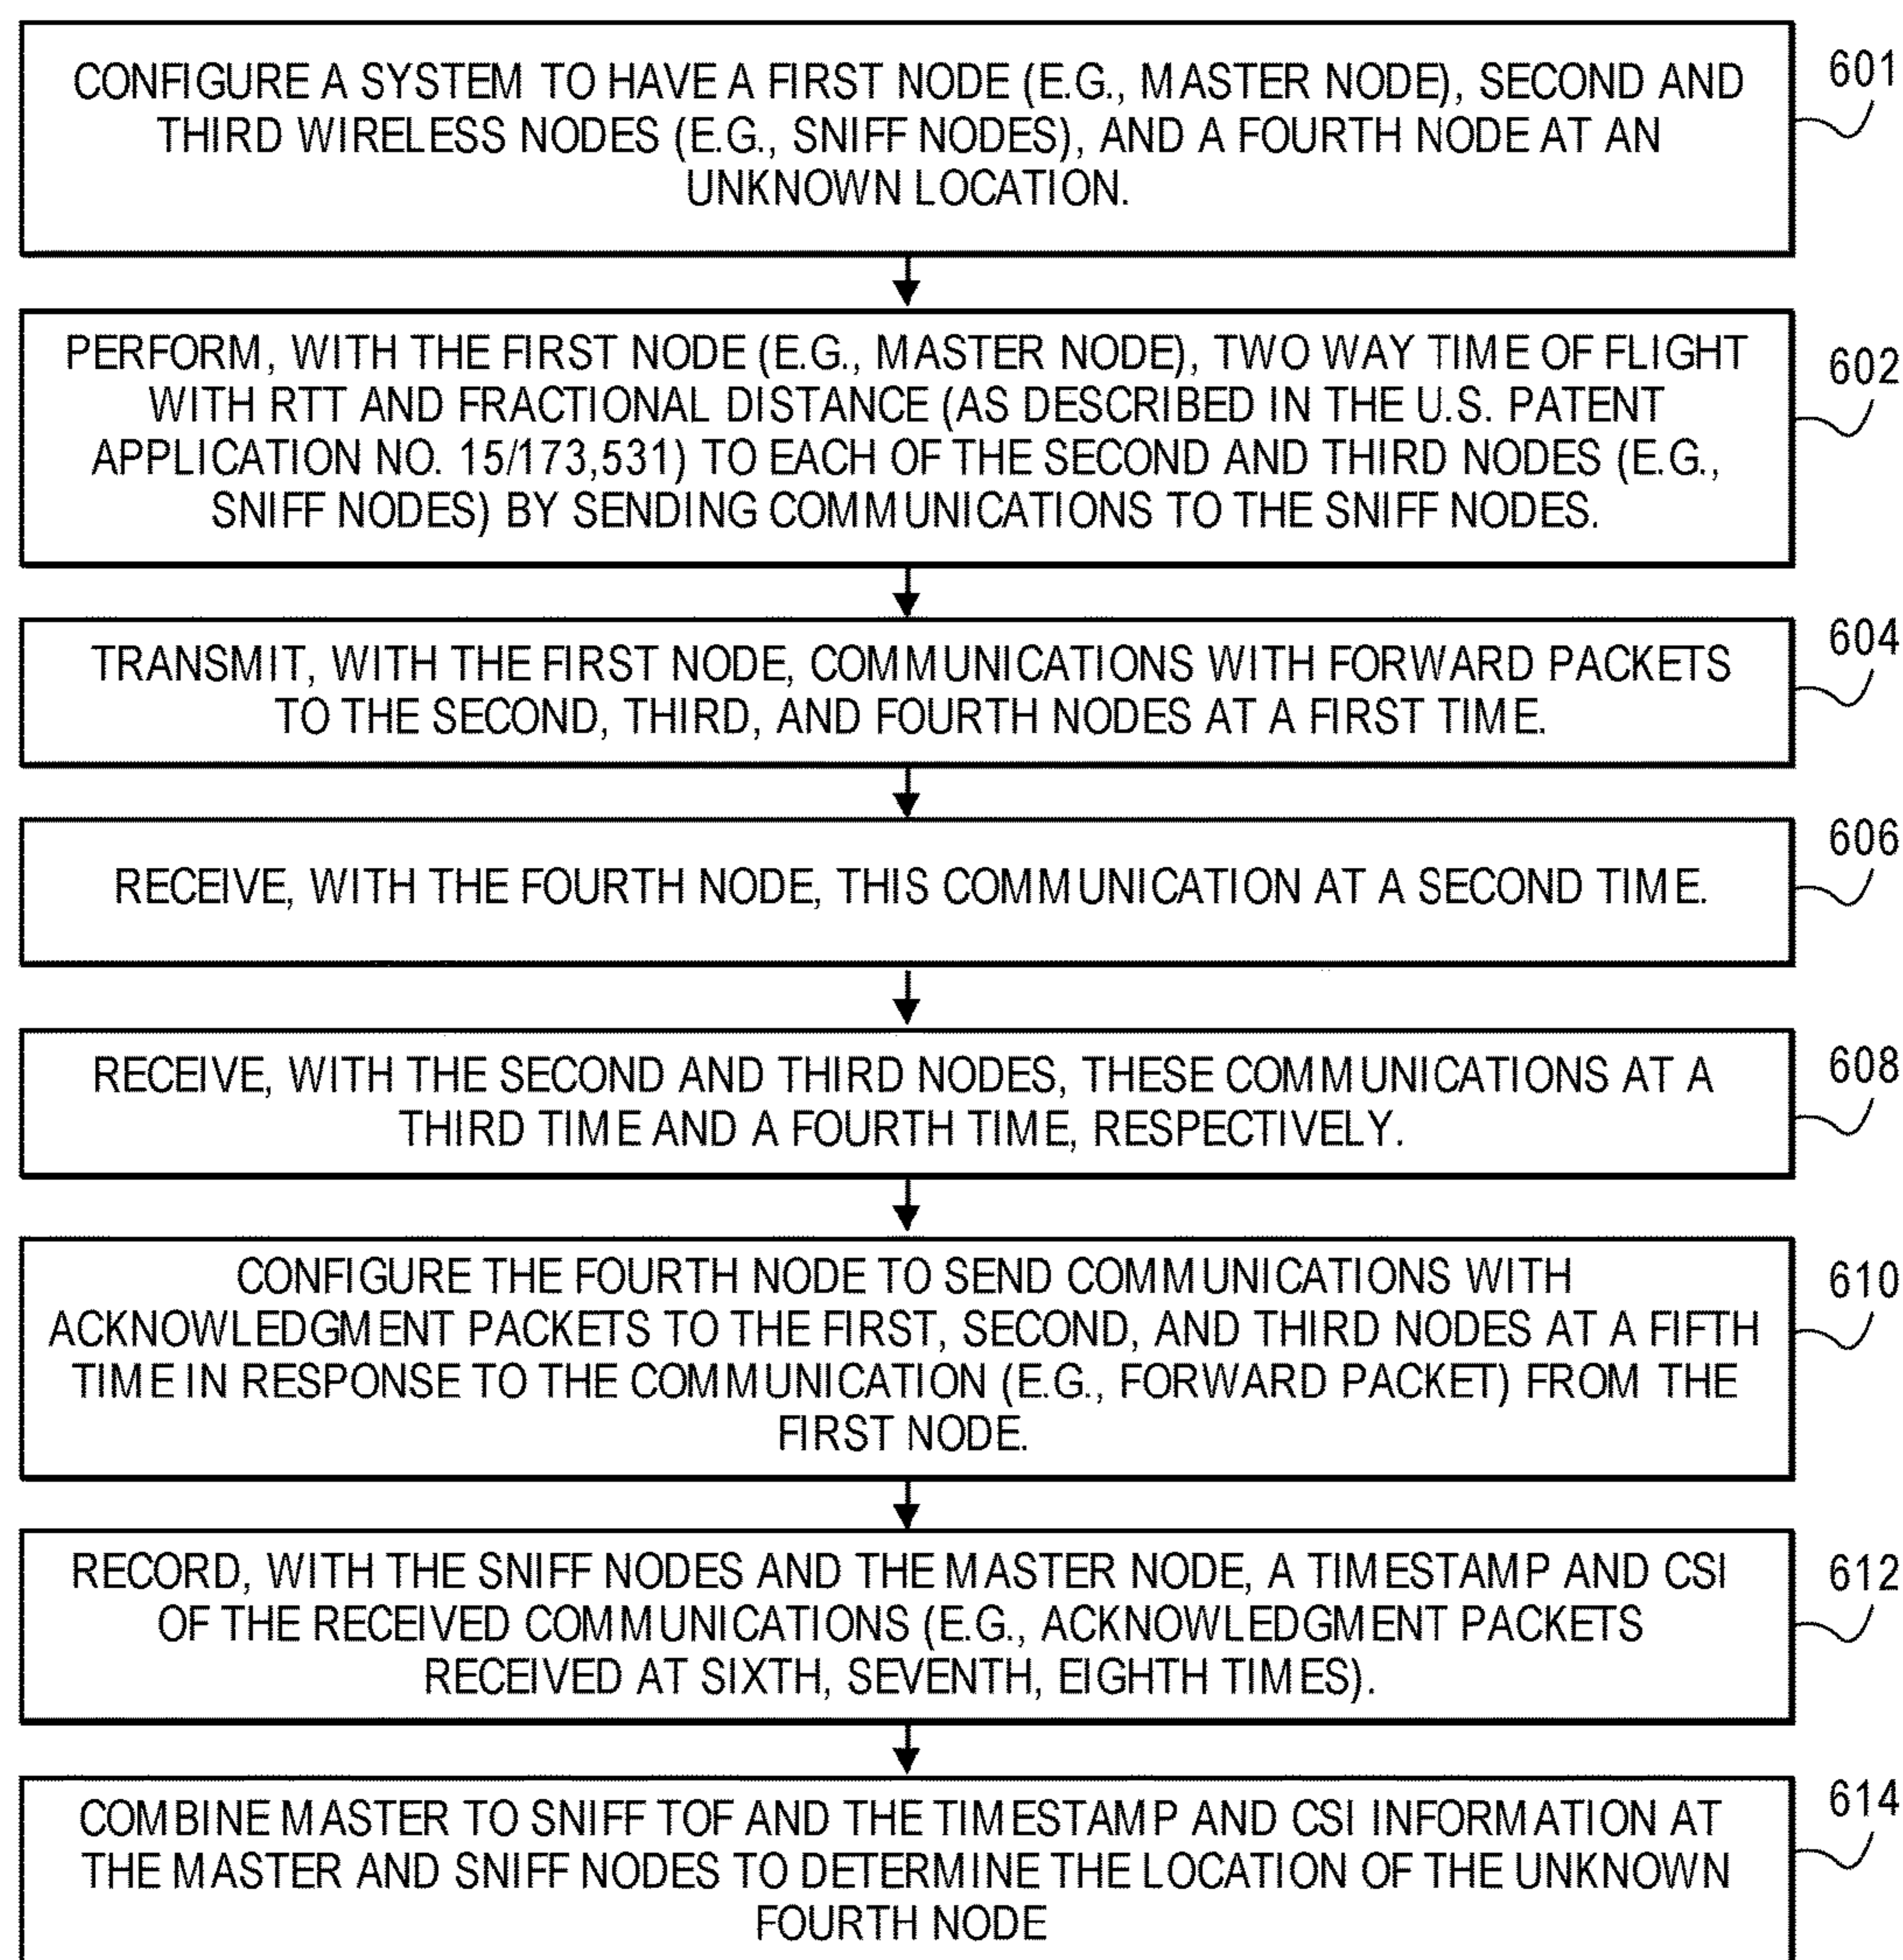 CONFIGURE A SYSTEM TO HAVE A FIRST NODE (E.G., MASTER NODE), SECOND AND
THIRD WIRELESS NODES (E.G., SNIFF NODES), AND A FOURTH NODE AT AN
UNKNOWN LOCATION.
601
PERFORM, WITH THE FIRST NODE (E.G., MASTER NODE), TWO WAY TIME OF FLIGHT
WITH RTT AND FRACTIONAL DISTANCE (AS DESCRIBED IN THE U.S. PATENT
APPLICATION NO. 15/173,531) TO EACH OF THE SECOND AND THIRD NODES (E.G.,
SNIFF NODES) BY SENDING COMMUNICATIONS TO THE SNIFF NODES.
602
TRANSMIT, WITH THE FIRST NODE, COMMUNICATIONS WITH FORWARD PACKETS
TO THE SECOND, THIRD, AND FOURTH NODES AT A FIRST TIME.
604
RECEIVE, WITH THE FOURTH NODE, THIS COMMUNICATION AT A SECOND TIME.
606
RECEIVE, WITH THE SECOND AND THIRD NODES, THESE COMMUNICATIONS AT A
THIRD TIME AND A FOURTH TIME, RESPECTIVELY.
608
CONFIGURE THE FOURTH NODE TO SEND COMMUNICATIONS WITH
ACKNOWLEDGMENT PACKETS TO THE FIRST, SECOND, AND THIRD NODES AT A FIFTH
TIME IN RESPONSE TO THE COMMUNICATION (E.G., FORWARD PACKET) FROM THE
FIRST NODE.
610
RECORD, WITH THE SNIFF NODES AND THE MASTER NODE, A TIMESTAMP AND CSI
OF THE RECEIVED COMMUNICATIONS (E.G., ACKNOWLEDGMENT PACKETS
RECEIVED AT SIXTH, SEVENTH, EIGHTH TIMES).
612
COMBINE MASTER TO SNIFF TOF AND THE TIMESTAMP AND CSI INFORMATION AT
THE MASTER AND SNIFF NODES TO DETERMINE THE LOCATION OF THE UNKNOWN
FOURTH NODE
614